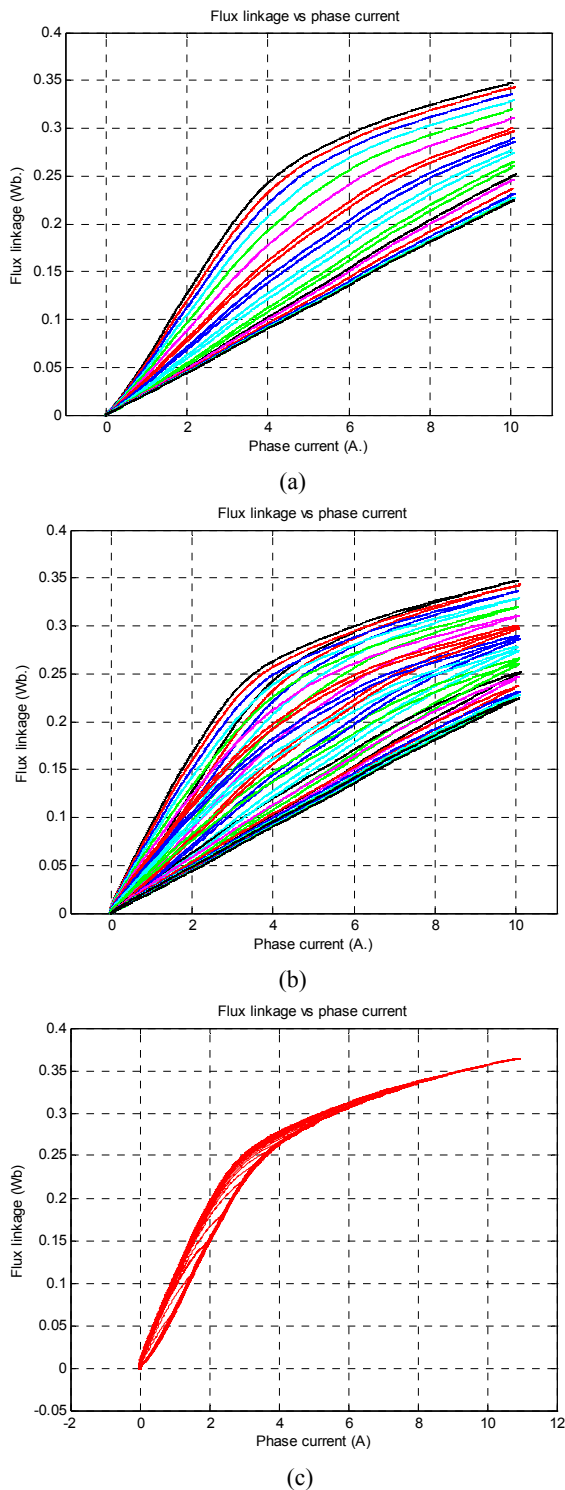 Flux linkage vs phase current
0.4
0.35
0.3
0.25
0.2
0.15
0.1
0.05
0
Flux linkage (Wb.)
0 2 4 6 8 10
Phase current (A.)
(a)
Flux linkage vs phase current
0.4
0.35
0.3
0.25
0.2
0.15
0.1
0.05
0
Flux linkage (Wb.)
0 2 4 6 8 10
Phase current (A.)
(b)
Flux linkage vs phase current
0.4
0.35
0.3
0.25
0.2
0.15
0.1
0.05
0
-0.05
Flux linkage (Wb)
-2 0 2 4 6 8 10 12
Phase current (A)
(c)